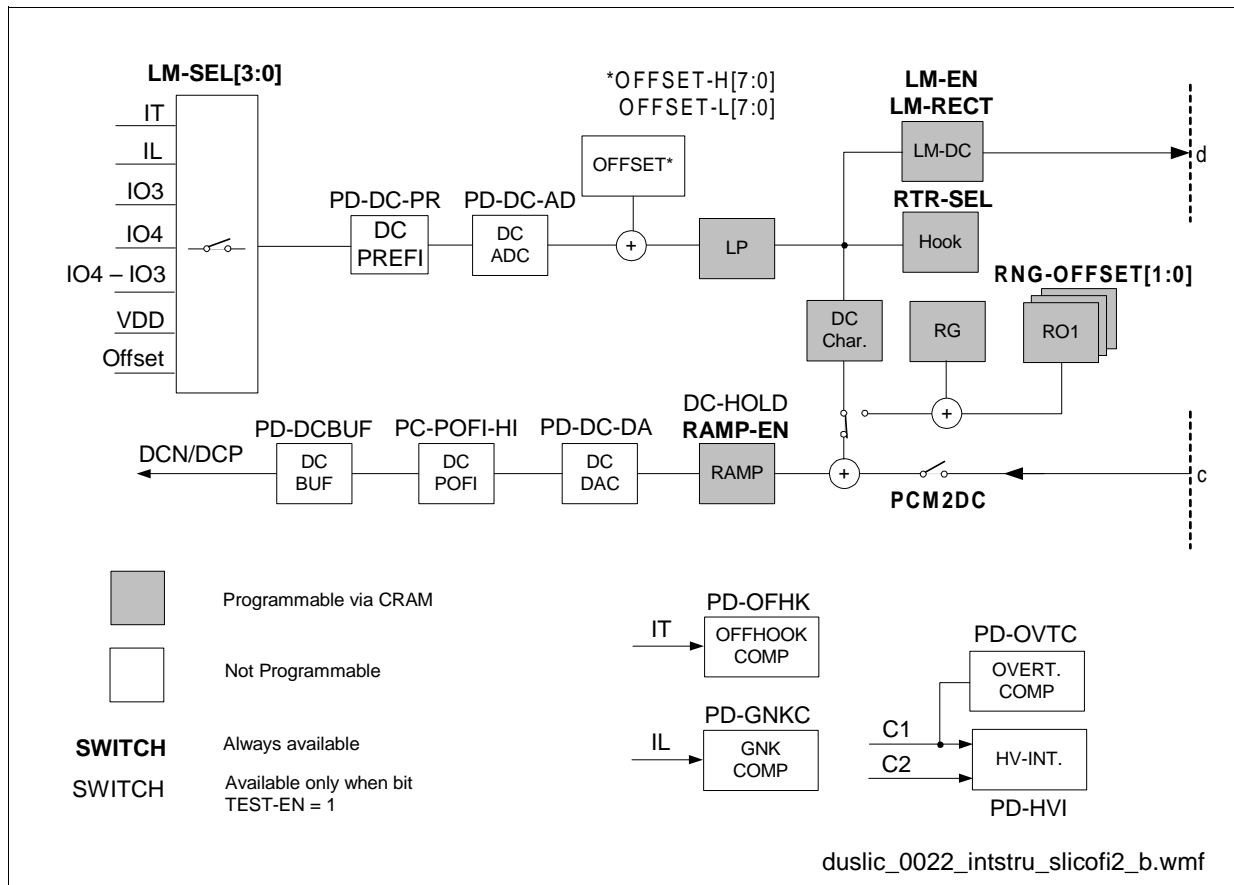 LM-SEL[3:0]
IT
IL
IO3
IO4
IO4 – IO3
VDD
Offset
*OFFSET-H[7:0]
OFFSET-L[7:0]
OFFSET*
PD-DC-PR
DC
PREFI
PD-DC-AD
DC
ADC
+
LP
LM-EN
LM-RECT
LM-DC
d
RTR-SEL
Hook
RNG-OFFSET[1:0]
DC
Char.
RG
RO1
+
DCN/DCP
PD-DCBUF
DC
BUF
PC-POFI-HI
DC
POFI
PD-DC-DA
DC
DAC
DC-HOLD
RAMP-EN
RAMP
+
PCM2DC
c
Programmable via CRAM
Not Programmable
SWITCH Always available
SWITCH Available only when bit
TEST-EN = 1
PD-OFHK
IT
OFFHOOK
COMP
PD-GNKC
IL
GNK
COMP
PD-OVTC
OVERT.
COMP
C1
C2
HV-INT.
PD-HVI
duslic_0022_intstru_slicofi2_b.wmf